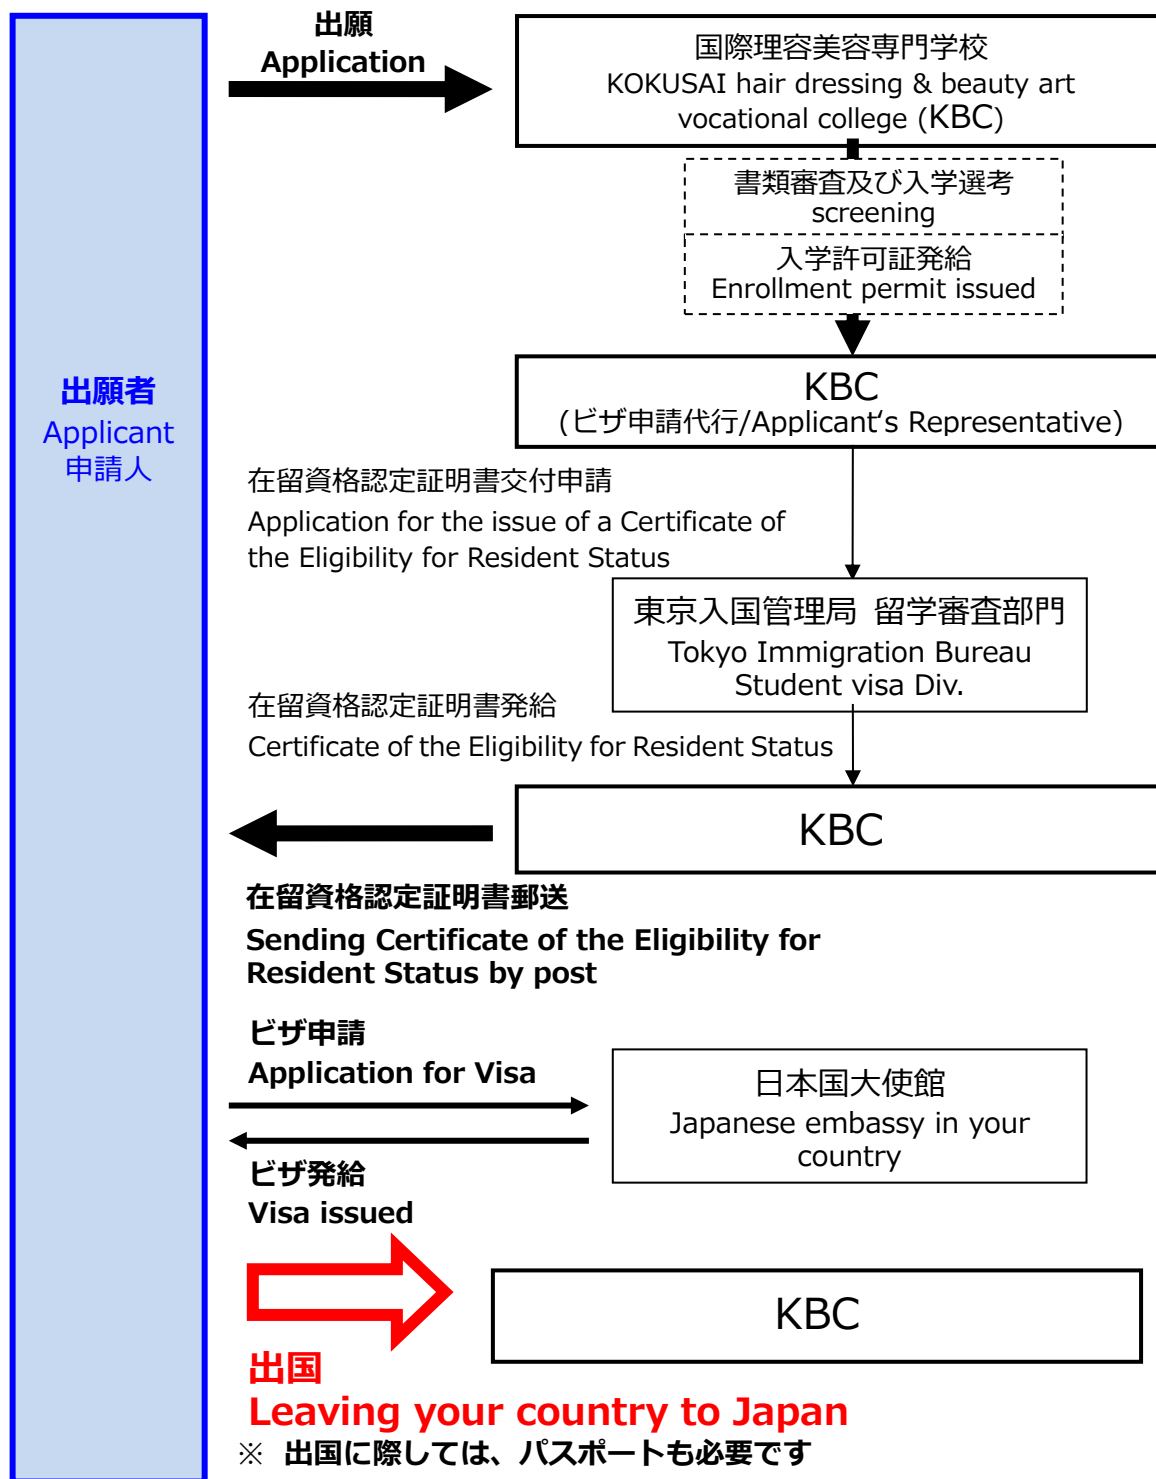 出願
Application
国際理容美容専門学校
KOKUSAI hair dressing & beauty art
vocational college (KBC)
書類審査及び入学選考
screening
入学許可証発給
Enrollment permit issued
出願者
Applicant
申請人
KBC
(ビザ申請代行/Applicant‘s Representative)
在留資格認定証明書交付申請
Application for the issue of a Certificate of
the Eligibility for Resident Status
東京入国管理局 留学審査部門
Tokyo Immigration Bureau
Student visa Div.
在留資格認定証明書発給
Certificate of the Eligibility for Resident Status
KBC
在留資格認定証明書郵送
Sending Certificate of the Eligibility for
Resident Status by post
ビザ申請
Application for Visa
日本国大使館
Japanese embassy in your
country
ビザ発給
Visa issued
KBC
出国
Leaving your country to Japan
※ 出国に際しては、パスポートも必要です